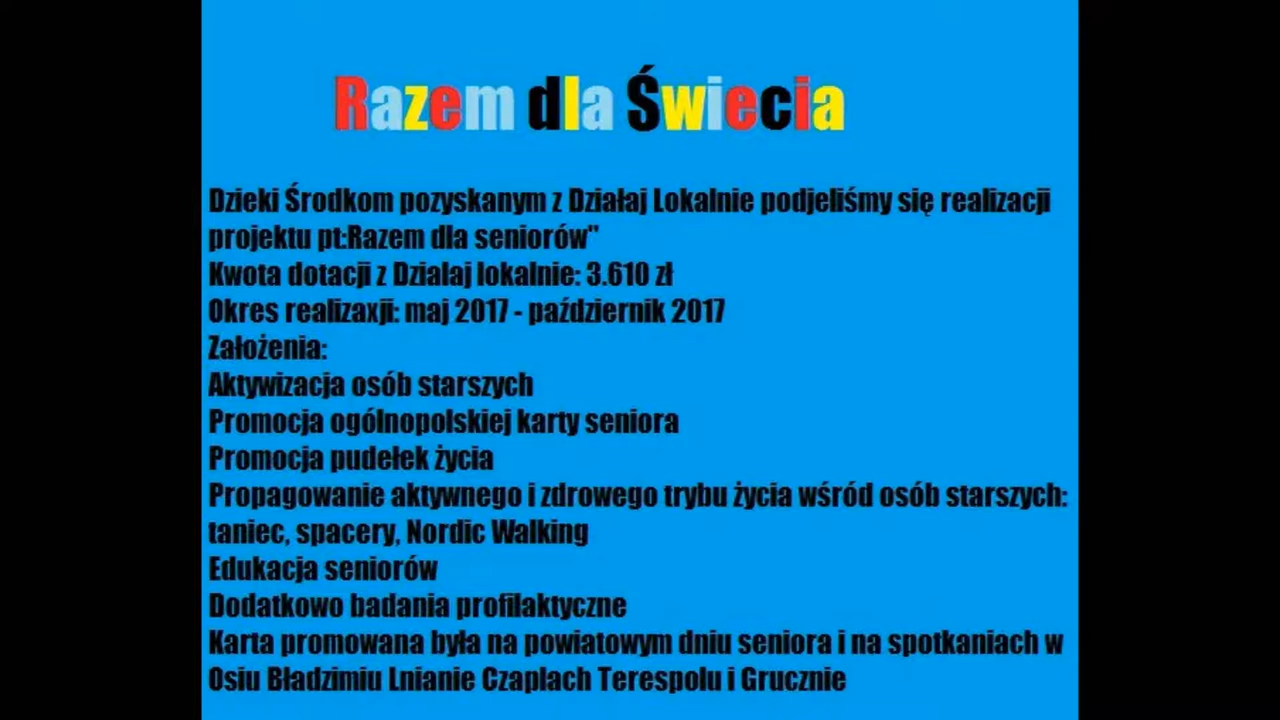 Razem dla Świecia
Dzieki Środkom pozyskanym z Działaj Lokalnie podjeliśmy się realizacji
projektu pt:Razem dla seniorów"
Kwota dotacji z Dzialaj lokalnie: 3.610 zł
Okres realizaxji: maj 2017 - październik 2017
Założenia:
Aktywizacja osób starszych
Promocja ogólnopolskiej karty seniora
Promocja pudełek życia
Propagowanie aktywnego i zdrowego trybu życia wśród osób starszych:
taniec, spacery, Nordic Walking
Edukacja seniorów
Dodatkowo badania profilaktyczne
Karta promowana była na powiatowym dniu seniora i na spotkaniach w
Osiu Bładzimiu Lnianie Czaplach Terespolu i Grucznie